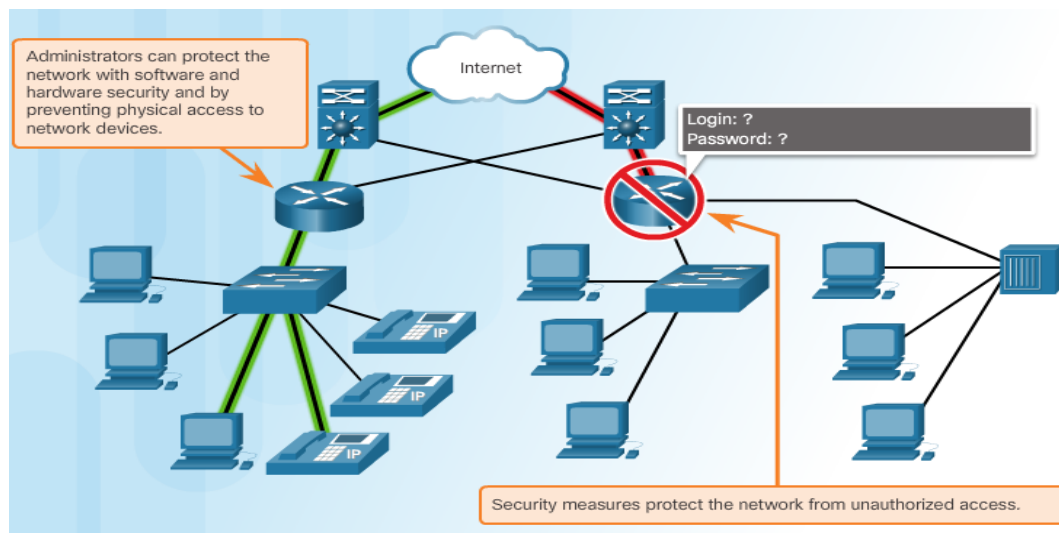 Administrators can protect the
network with software and
hardware security and by
preventing physical access to
network devices.
Internet
Login: ?
Password: ?
IP
IP
IP
Security measures protect the network from unauthorized access.